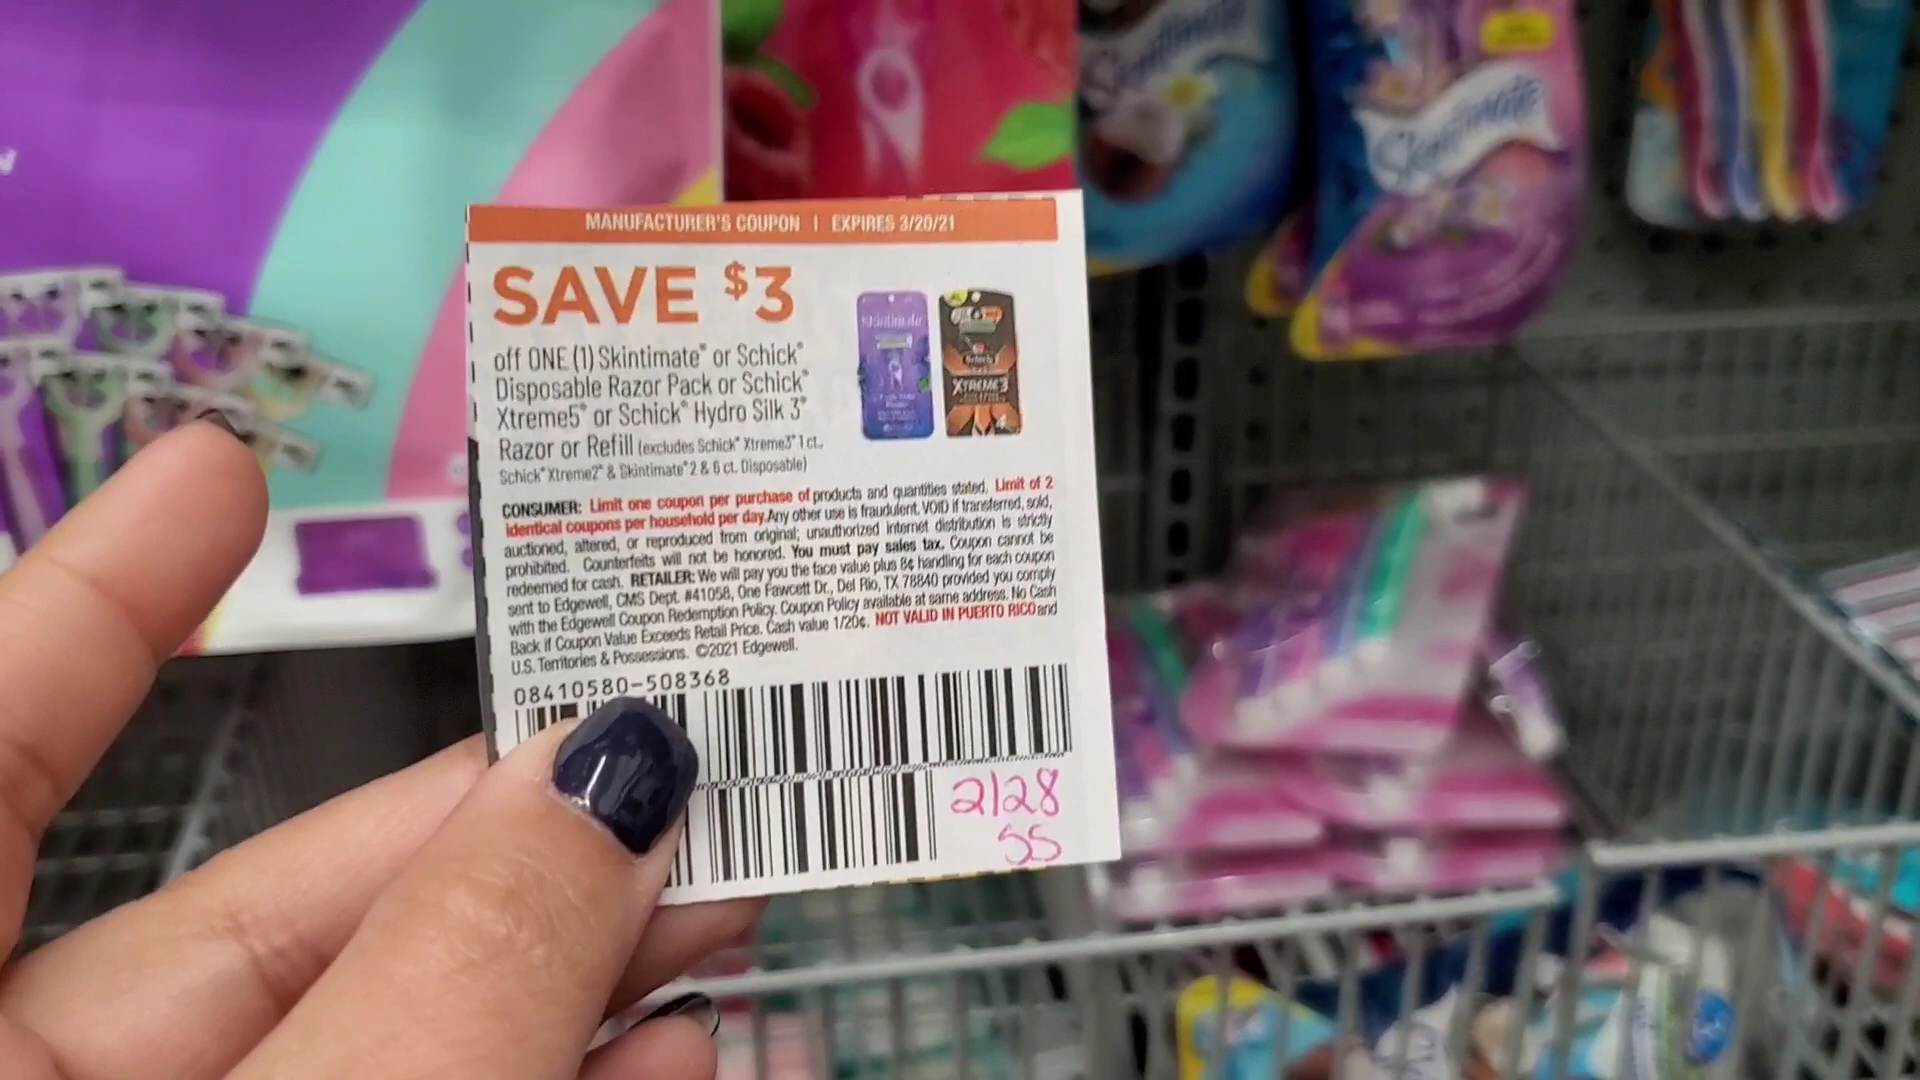 MANUFACTURER'S COUPON | EXPIRES 3/20/21
SAVE $3
off ONE (1) Skintimate® or Schick®
Disposable Razor Pack or Schick®
Xtreme5® or Schick® Hydro Silk 3®
Razor or Refill (excludes Schick® Xtreme3® 1 ct.,
Schick® Xtreme2® & Skintimate® 2 & 6 ct. Disposable)
CONSUMER: Limit one coupon per purchase of products and quantities stated. Limit of 2
identical coupons per household per day. Any other use is fraudulent. VOID if transferred, sold,
auctioned, altered, or reproduced from original; unauthorized internet distribution is strictly
prohibited. Counterfeits will not be honored. You must pay sales tax. Coupon cannot be
redeemed for cash. RETAILER: We will pay you the face value plus 8¢ handling for each coupon
sent to Edgewell, CMS Dept. #41058, One Fawcett Dr., Del Rio, TX 78840 provided you comply
with the Edgewell Coupon Redemption Policy. Coupon Policy available at same address. No Cash
Back if Coupon Value Exceeds Retail Price. Cash value 1/20¢. NOT VALID IN PUERTO RICO and
U.S. Territories & Possessions. ©2021 Edgewell.
08410580-508368
2/28
SS
Skintimate
Schick
XTREME3
4
Skintimate
Skintimate